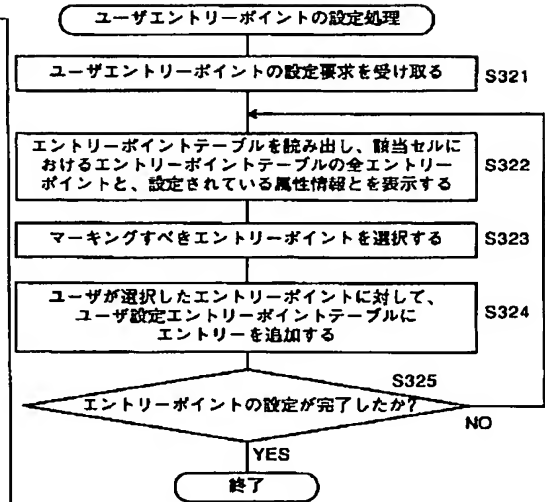 ユーザエントリーポイントの設定処理
ユーザエントリーポイントの設定要求を受け取る
S321
エントリーポイントテーブルを読み出し、該当セルに
おけるエントリーポイントテーブルの全エントリー
ポイントと、設定されている属性情報とを表示する
S322
マーキングすべきエントリーポイントを選択する
S323
ユーザが選択したエントリーポイントに対して、
ユーザ設定エントリーポイントテーブルに
エントリーを追加する
S324
S325
エントリーポイントの設定が完了したか?
NO
YES
終了